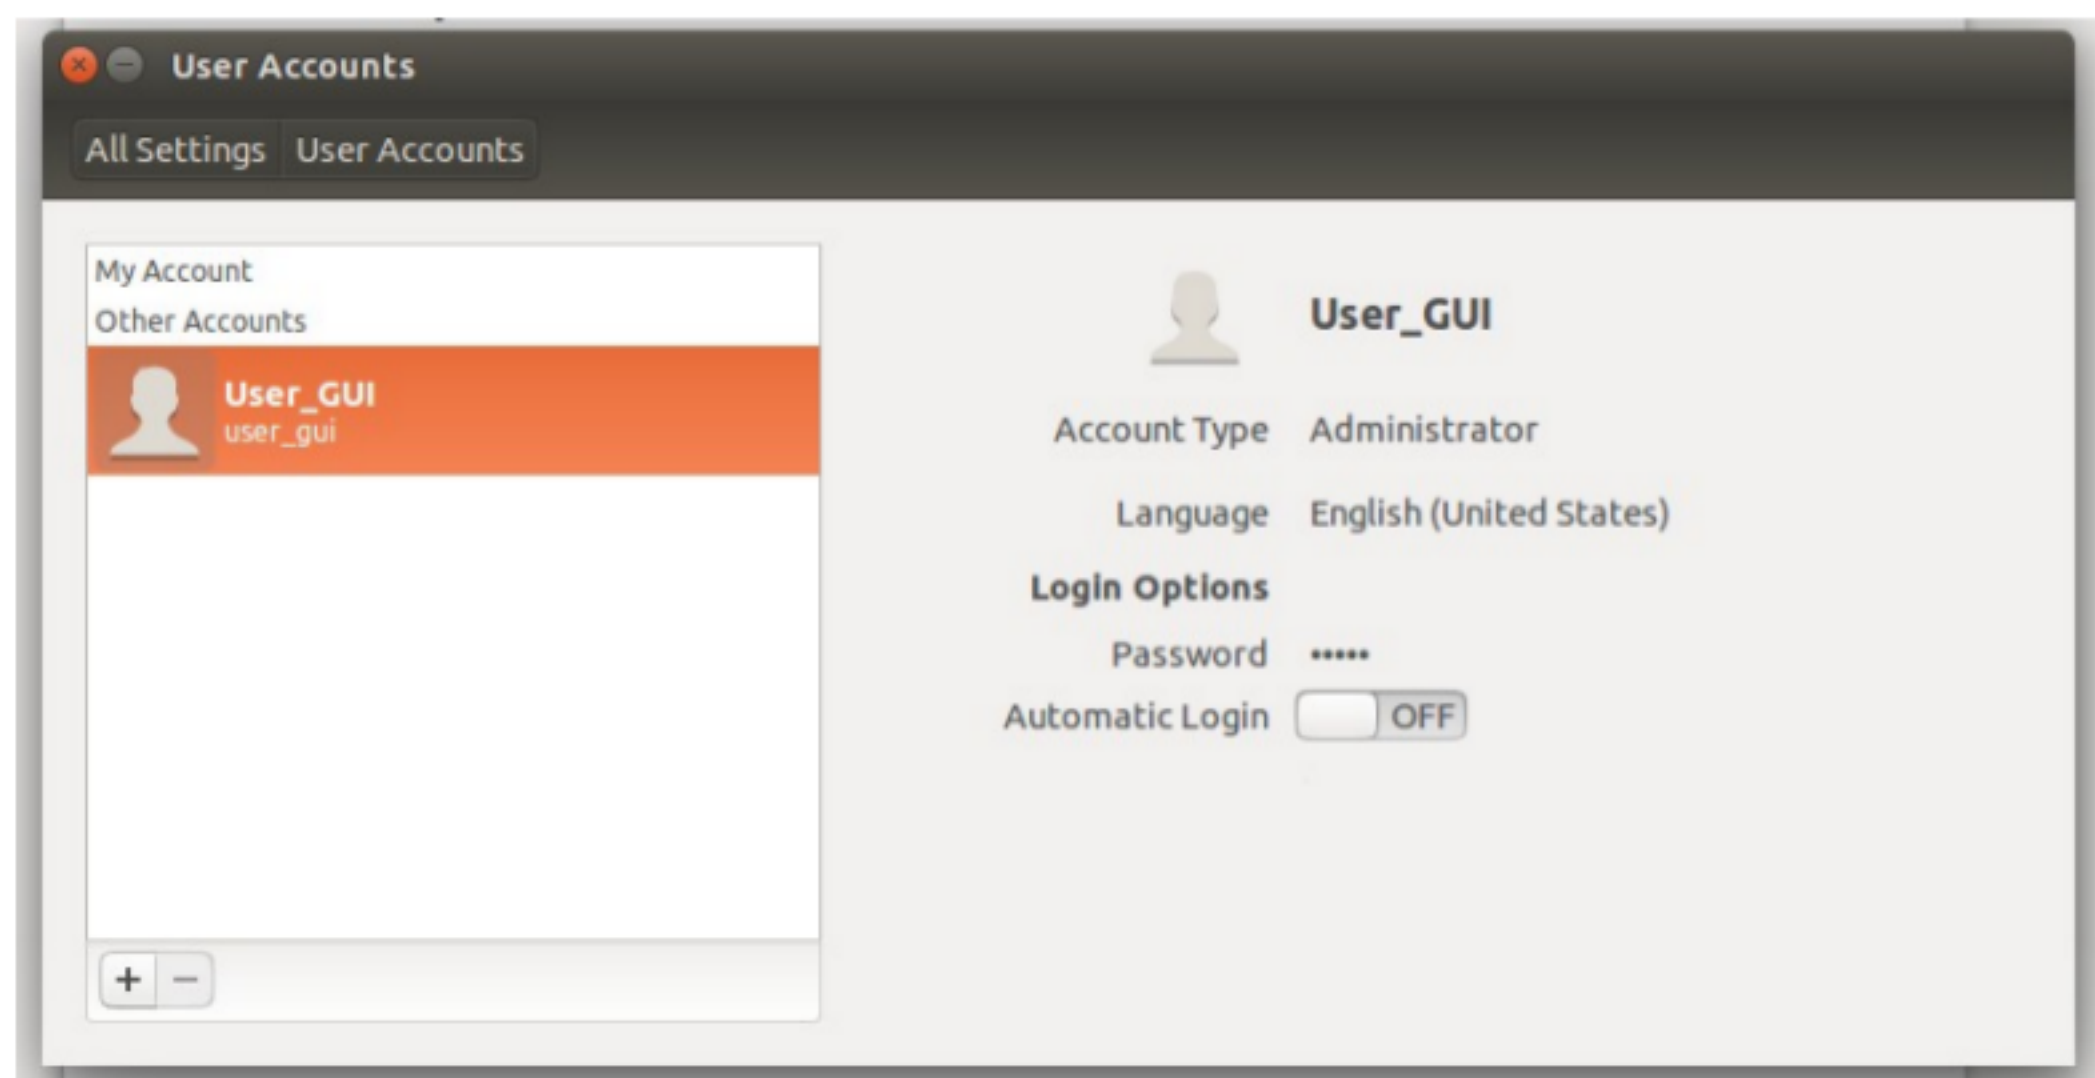 User Accounts
All Settings User Accounts
My Account
Other Accounts
User_GUI
user_gui
User_GUI
Account Type Administrator
Language English (United States)
Login Options
Password •••••
Automatic Login OFF
+ −